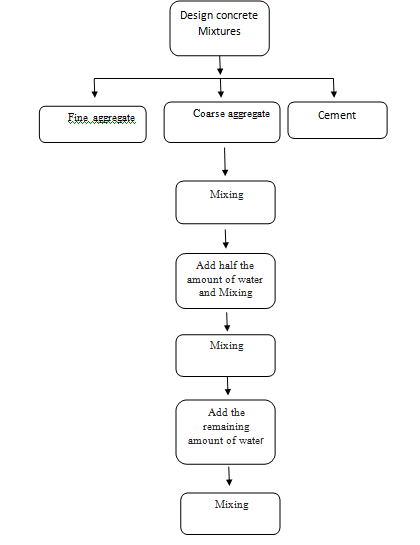 Design concrete
Mixtures
Fine aggregate
Coarse aggregate
Cement
Mixing
Add half the
amount of water
and Mixing
Mixing
Add the
remaining
amount of water
Mixing